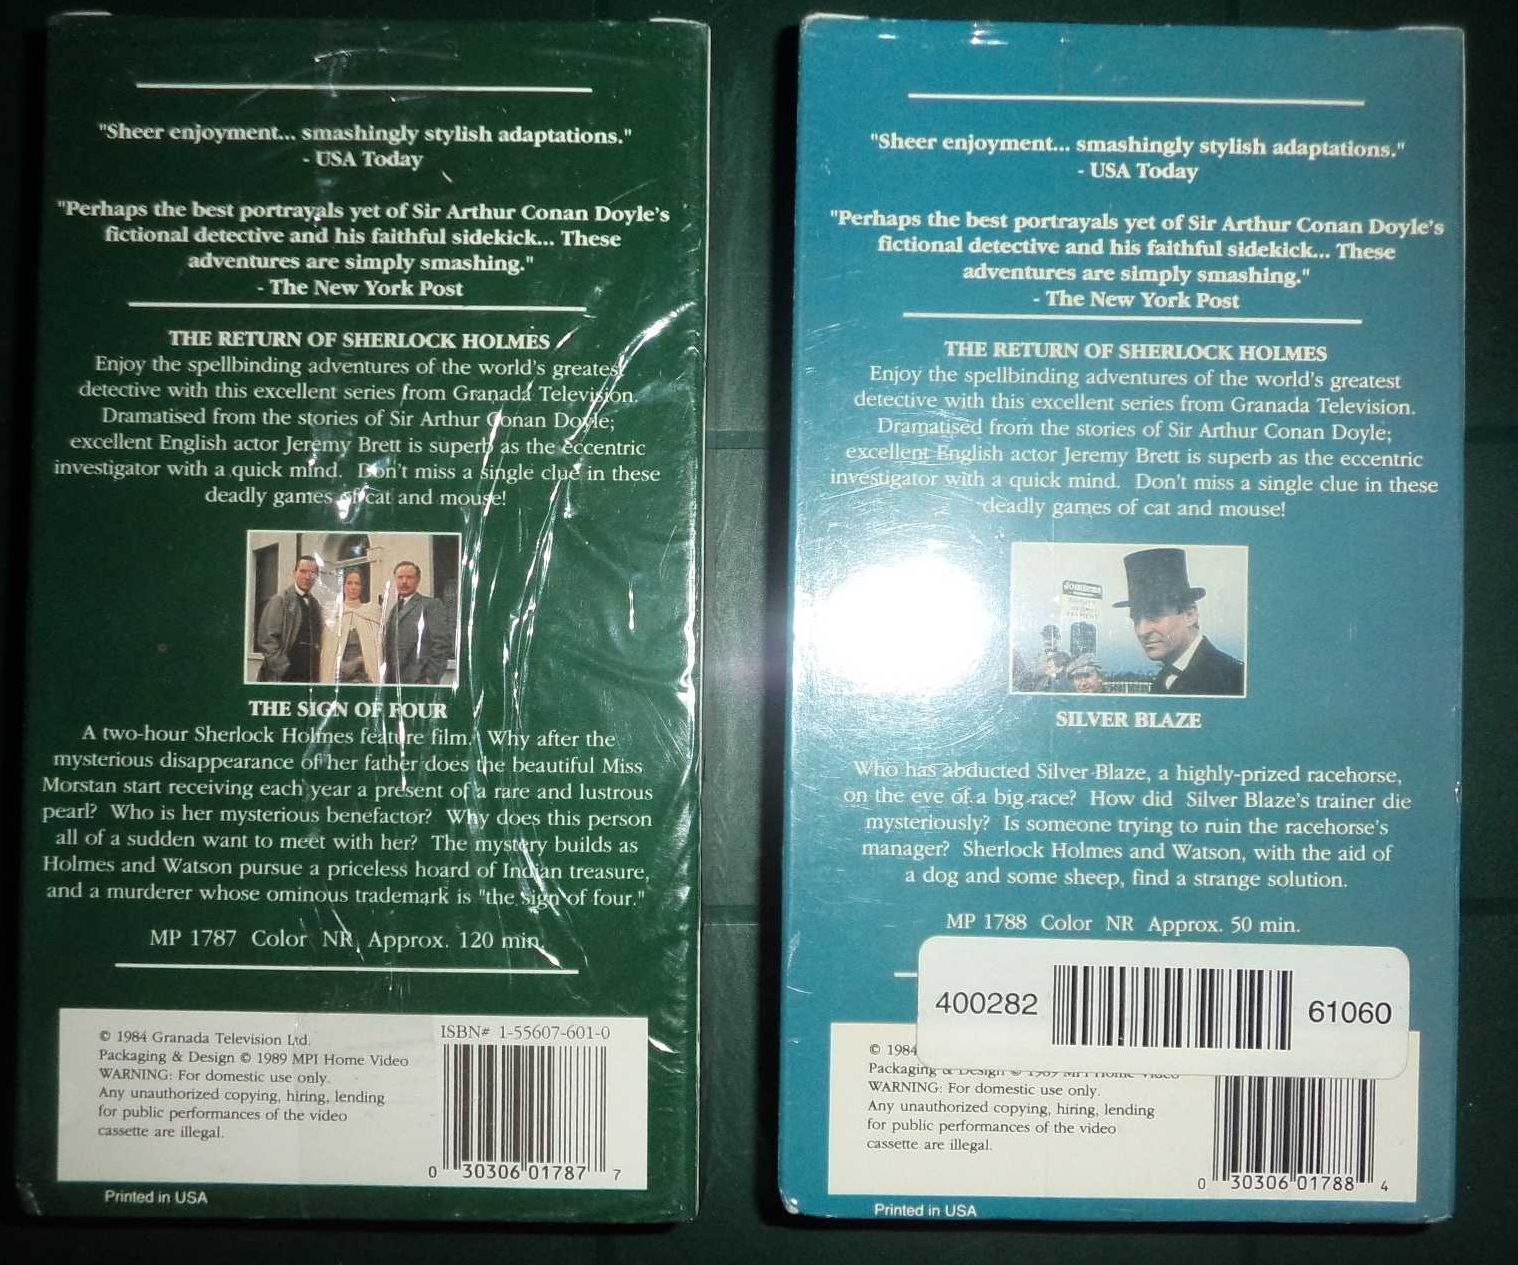 "Sheer enjoyment... smashingly stylish adaptations."
- USA Today
"Perhaps the best portrayals yet of Sir Arthur Conan Doyle's
fictional detective and his faithful sidekick... These
adventures are simply smashing."
- The New York Post
THE RETURN OF SHERLOCK HOLMES
Enjoy the spellbinding adventures of the world's greatest
detective with this excellent series from Granada Television.
Dramatised from the stories of Sir Arthur Conan Doyle;
excellent English actor Jeremy Brett is superb as the eccentric
investigator with a quick mind. Don't miss a single clue in these
deadly games of cat and mouse!
THE SIGN OF FOUR
A two-hour Sherlock Holmes feature film. Why after the
mysterious disappearance of her father does the beautiful Miss
Morstan start receiving each year a present of a rare and lustrous
pearl? Who is her mysterious benefactor? Why does this person
all of a sudden want to meet with her? The mystery builds as
Holmes and Watson pursue a priceless hoard of Indian treasure,
and a murderer whose ominous trademark is "the sign of four."
MP 1787 Color NR Approx. 120 min.
© 1984 Granada Television Ltd.
Packaging & Design © 1989 MPI Home Video
WARNING: For domestic use only.
Any unauthorized copying, hiring, lending
for public performances of the video
cassette are illegal.
ISBN# 1-55607-601-0
0 30306 01787 7
Printed in USA
"Sheer enjoyment... smashingly stylish adaptations."
- USA Today
"Perhaps the best portrayals yet of Sir Arthur Conan Doyle's
fictional detective and his faithful sidekick... These
adventures are simply smashing."
- The New York Post
THE RETURN OF SHERLOCK HOLMES
Enjoy the spellbinding adventures of the world's greatest
detective with this excellent series from Granada Television.
Dramatised from the stories of Sir Arthur Conan Doyle;
excellent English actor Jeremy Brett is superb as the eccentric
investigator with a quick mind. Don't miss a single clue in these
deadly games of cat and mouse!
SILVER BLAZE
Who has abducted Silver Blaze, a highly-prized racehorse,
on the eve of a big race? How did Silver Blaze's trainer die
mysteriously? Is someone trying to ruin the racehorse's
manager? Sherlock Holmes and Watson, with the aid of
a dog and some sheep, find a strange solution.
MP 1788 Color NR Approx. 50 min.
400282 61060
© 1984
Packaging & Design © 1989 MPI Home Video
WARNING: For domestic use only.
Any unauthorized copying, hiring, lending
for public performances of the video
cassette are illegal.
0 30306 01788 4
Printed in USA